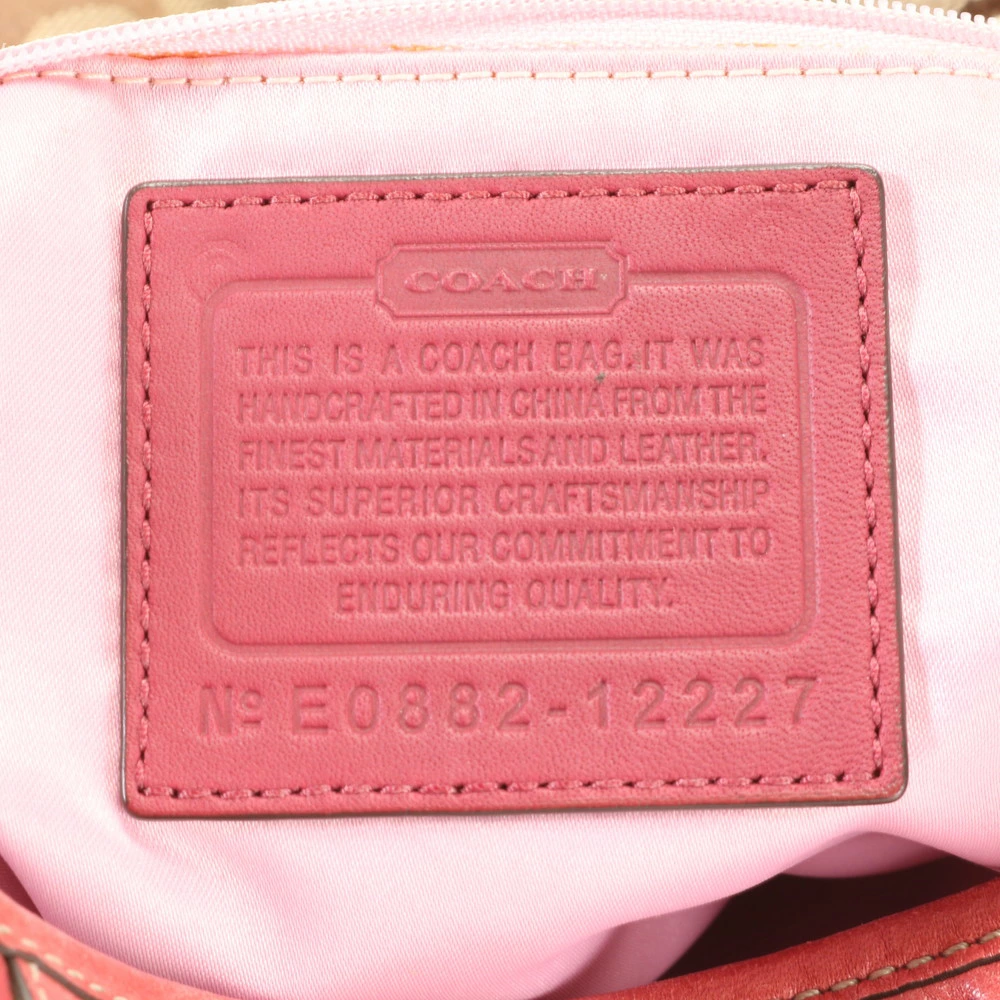 COACH
THIS IS A COACH BAG. IT WAS
HANDCRAFTED IN CHINA FROM THE
FINEST MATERIALS AND LEATHER.
ITS SUPERIOR CRAFTSMANSHIP
REFLECTS OUR COMMITMENT TO
ENDURING QUALITY.
Nº E0882-12227